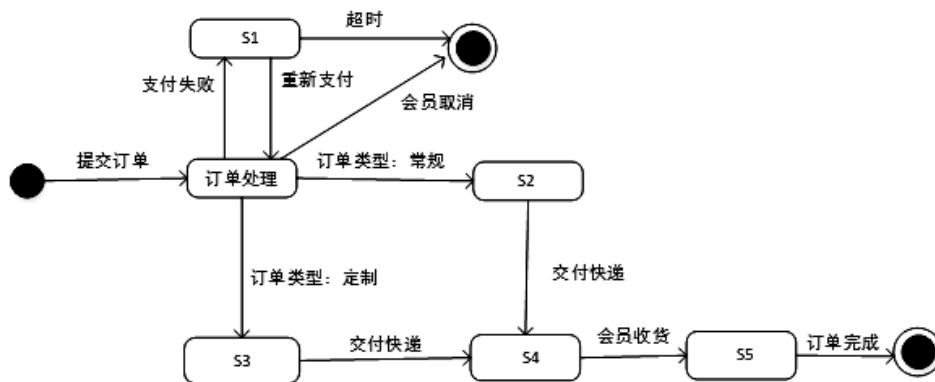 S1
超时
支付失败
重新支付
会员取消
提交订单
订单处理
订单类型：常规
S2
订单类型：定制
交付快递
S3
交付快递
S4
会员收货
S5
订单完成